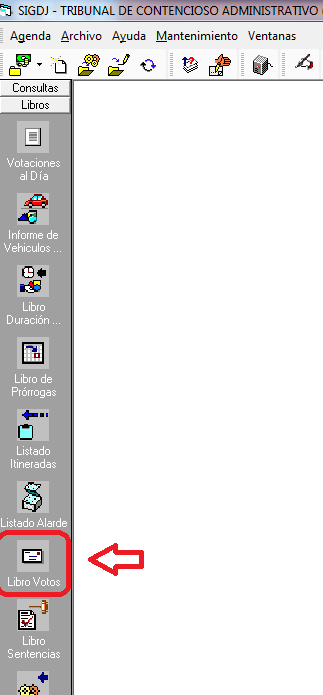 SIGDJ - TRIBUNAL DE CONTENCIOSO ADMINISTRATIVO
Agenda Archivo Ayuda Mantenimiento Ventanas
Consultas
Libros
Votaciones
al Día
Informe de
Vehiculos ...
Libro
Duración ...
Libro de
Prórrogas
Listado
Itineradas
Listado Alarde
Libro Votos
Libro
Sentencias